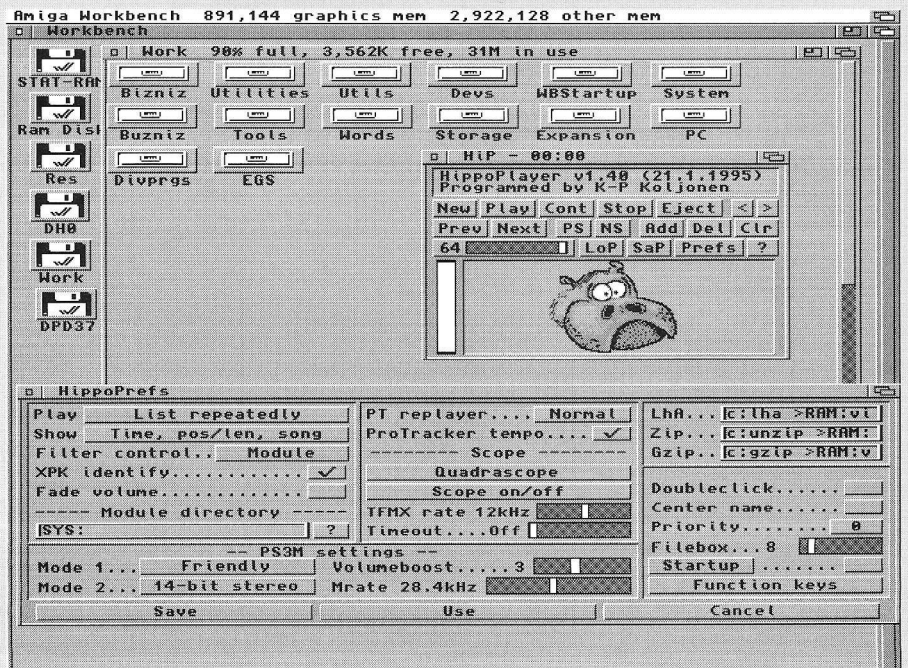 Amiga Workbench 891,144 graphics mem 2,922,128 other mem
Workbench
Work 90% full, 3,562K free, 31M in use
STAT-RAM
Ram Disk
Res
DH0
Work
DPD37
Bizniz Utilities Utils Devs WBStartup System
Buzniz Tools Words Storage Expansion PC
Divprgs EGS
HiP - 00:00
HippoPlayer v1.40 (21.1.1995)
Programmed by K-P Koljonen
New Play Cont Stop Eject < >
Prev Next PS NS Add Del Clr
64 LoP SaP Prefs ?
HippoPrefs
Play List repeatedly
Show Time, pos/len, song
Filter control.. Module
XPK identify............
Fade volume.............
----- Module directory -----
SYS: ?
PT replayer.... Normal
ProTracker tempo....
-------- Scope --------
Quadrascope
Scope on/off
TFMX rate 12kHz
Timeout....Off
LhA... c:lha >RAM:vi
Zip... c:unzip >RAM:
Gzip.. c:gzip >RAM:v
Doubleclick......
Center name......
Priority........ 0
Filebox... 8
Startup .......
Function keys
-- PS3M settings --
Mode 1... Friendly Volumeboost.....3
Mode 2... 14-bit stereo Mrate 28.4kHz
Save Use Cancel